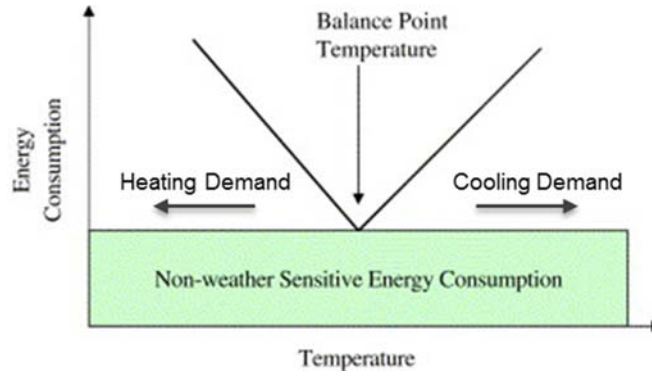 Balance Point
Temperature
Energy
Consumption
Heating Demand
Cooling Demand
Non-weather Sensitive Energy Consumption
Temperature